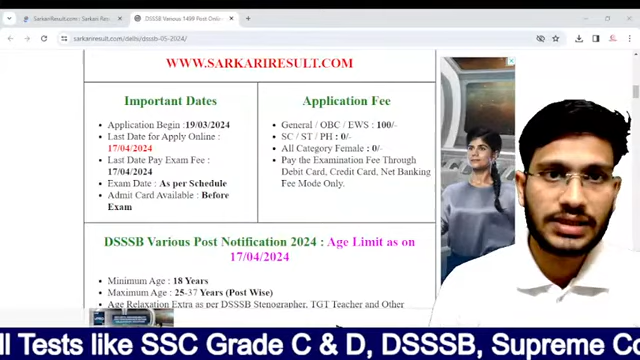 SarkariResult.com : Sarkari Res
DSSSB Various 1499 Post Online
sarkariresult.com/delhi/dsssb-05-2024/
WWW.SARKARIRESULT.COM
Important Dates
Application Begin :19/03/2024
Last Date for Apply Online :
17/04/2024
Last Date Pay Exam Fee :
17/04/2024
Exam Date : As per Schedule
Admit Card Available : Before
Exam
Application Fee
General / OBC / EWS : 100/-
SC / ST / PH : 0/-
All Category Female : 0/-
Pay the Examination Fee Through
Debit Card, Credit Card, Net Banking
Fee Mode Only.
DSSSB Various Post Notification 2024 : Age Limit as on
17/04/2024
Minimum Age : 18 Years
Maximum Age : 25-37 Years (Post Wise)
Age Relaxation Extra as per DSSSB Stenographer, TGT Teacher and Other
ll Tests like SSC Grade C & D, DSSSB, Supreme Co